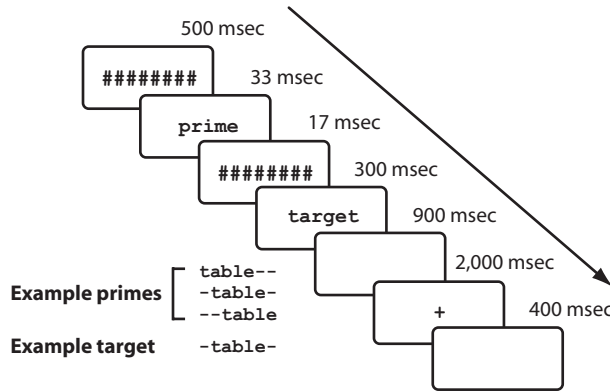 500 msec
########
33 msec
prime
17 msec
########
300 msec
target
900 msec
2,000 msec
+
400 msec
Example primes
table--
-table-
--table
Example target -table-